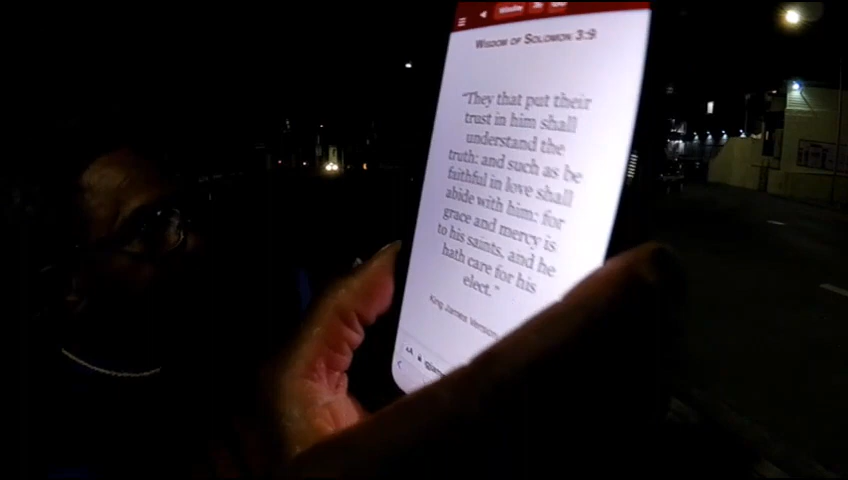 WISDOM OF SOLOMON 3:9
"They that put their
trust in him shall
understand the
truth: and such as be
faithful in love shall
abide with him: for
grace and mercy is
to his saints, and he
hath care for his
elect."
King James Version